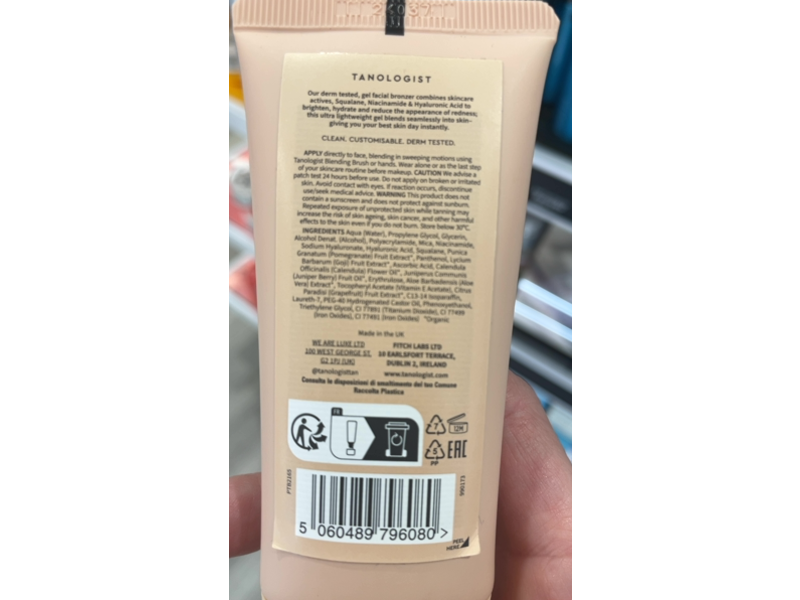 TANOLOGIST
Our derm tested, gel facial bronzer combines skincare
actives, Squalane, Niacinamide & Hyaluronic Acid to
brighten, hydrate and reduce the appearance of redness;
this ultra lightweight gel blends seamlessly into skin–
giving you your best skin day instantly.
CLEAN. CUSTOMISABLE. DERM TESTED.
APPLY directly to face, blending in sweeping motions using
Tanologist Blending Brush or hands. Wear alone or as the last step
of your skincare routine before makeup. CAUTION We advise a
patch test 24 hours before use. Do not apply on broken or irritated
skin. Avoid contact with eyes. If reaction occurs, discontinue
use/seek medical advice. WARNING This product does not
contain a sunscreen and does not protect against sunburn.
Repeated exposure of unprotected skin while tanning may
increase the risk of skin ageing, skin cancer, and other harmful
effects to the skin even if you do not burn. Store below 30°C.
INGREDIENTS Aqua (Water), Propylene Glycol, Glycerin,
Alcohol Denat. (Alcohol), Polyacrylamide, Mica, Niacinamide,
Sodium Hyaluronate, Hyaluronic Acid, Squalane, Punica
Granatum (Pomegranate) Fruit Extract*, Panthenol, Lycium
Barbarum (Goji) Fruit Extract*, Ascorbic Acid, Calendula
Officinalis (Calendula) Flower Oil*, Juniperus Communis
(Juniper Berry) Fruit Oil*, Erythrulose, Aloe Barbadensis (Aloe
Vera) Extract*, Tocopheryl Acetate (Vitamin E Acetate), Citrus
Paradisi (Grapefruit) Fruit Extract*, C13-14 Isoparaffin,
Laureth-7, PEG-40 Hydrogenated Castor Oil, Phenoxyethanol,
Triethylene Glycol, CI 77891 (Titanium Dioxide), CI 77499
(Iron Oxides), CI 77491 (Iron Oxides) *Organic
Made in the UK
WE ARE LUXE LTD
100 WEST GEORGE ST,
G2 1PJ (UK)
@tanologisttan
FITCH LABS LTD
10 EARLSFORT TERRACE,
DUBLIN 2, IRELAND
www.tanologist.com
Consulta le disposizioni di smaltimento del tuo Comune
Raccolta Plastica
FR
7
12M
5
PP
EAC
PTB2165
990173
5 060489 796080 >
PEEL
HERE